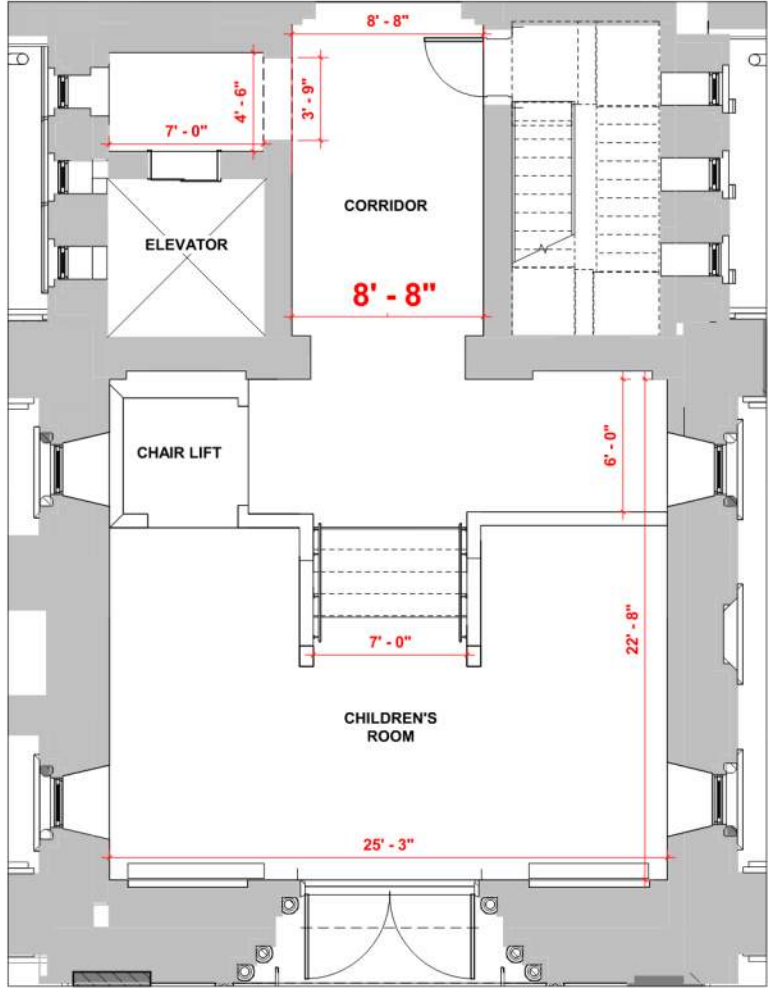 8' - 8"
4' - 6"
3' - 9"
7' - 0"
CORRIDOR
ELEVATOR
8' - 8"
6' - 0"
CHAIR LIFT
22' - 8"
7' - 0"
CHILDREN'S
ROOM
25' - 3"